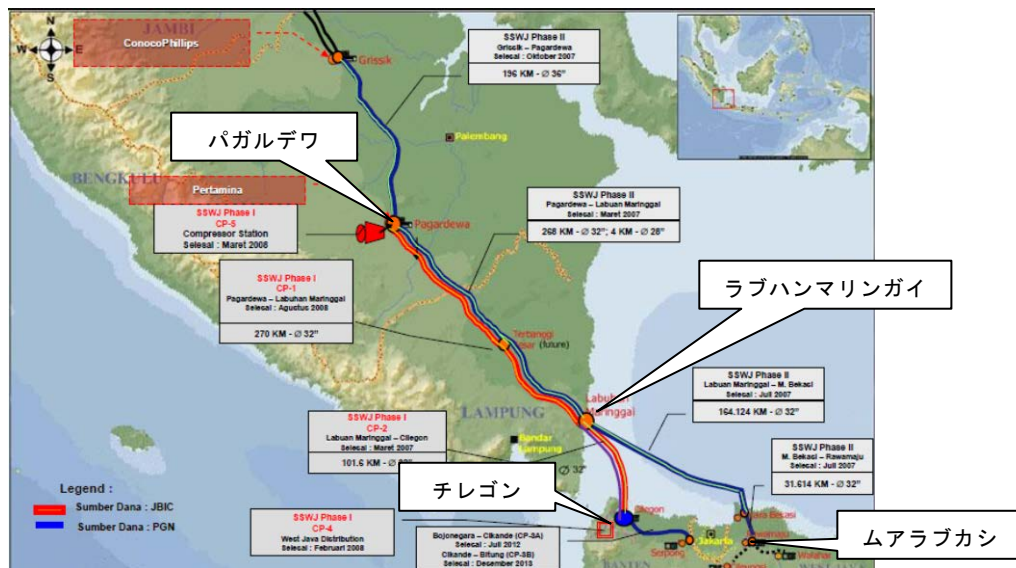 JAMBI
ConocoPhillips
N
W
E
S
Grissik
SSWJ Phase II
Grissik – Pagardewa
Selesai : Oktober 2007
196 KM - Ø 36”
パガルデワ
Palembang
BENGKULU
Pertamina
SSWJ Phase I
CP-5
Compressor Station
Selesai : Maret 2008
Pagardewa
SSWJ Phase II
Pagardewa – Labuan Maringgai
Selesai : Maret 2007
268 KM - Ø 32”; 4 KM - Ø 28”
SSWJ Phase I
CP-1
Pagardewa – Labuhan Maringgai
Selesai : Agustus 2008
270 KM - Ø 32”
ラブハンマリンガイ
Terbanggi
(future)
Labuhan
Maringgai
SSWJ Phase II
Labuan Maringgai – M. Bekasi
Selesai : Juli 2007
164.124 KM - Ø 32”
LAMPUNG
Bandar
Lampung
SSWJ Phase I
CP-2
Labuan Maringgai – Cilegon
Selesai : Maret 2007
101.6 KM -
Ø 32”
SSWJ Phase II
M. Bekasi – Rawamaju
Selesai : Juli 2007
31.614 KM - Ø 32”
チレゴン
Legend :
Sumber Dana : JBIC
Sumber Dana : PGN
SSWJ Phase I
CP-4
West Java Distribution
Selesai : Februari 2008
Cilegon
Bojonegara – Cikande (CP-3A)
Selesai : Juli 2012
Cikande – Bitung (CP-3B)
Selesai : Desember 2013
Serpong
Jakarta
ムアラブカシ
BANTEN